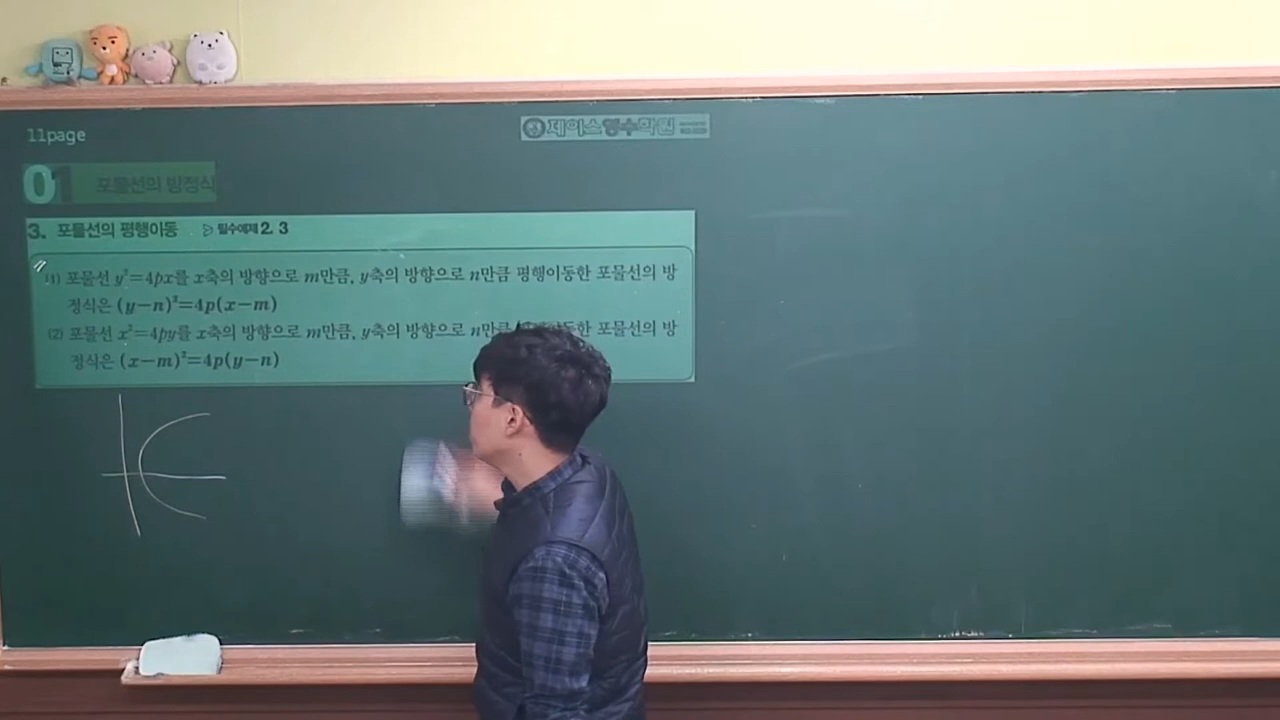 11page
제이스영수학원
01 포물선의 방정식
3. 포물선의 평행이동 ▷ 필수예제 2, 3
(1) 포물선 y²=4px를 x축의 방향으로 m만큼, y축의 방향으로 n만큼 평행이동한 포물선의 방
정식은 (y-n)²=4p(x-m)
(2) 포물선 x²=4py를 x축의 방향으로 m만큼, y축의 방향으로 n만큼 포물선의 방
정식은 (x-m)²=4p(y-n)